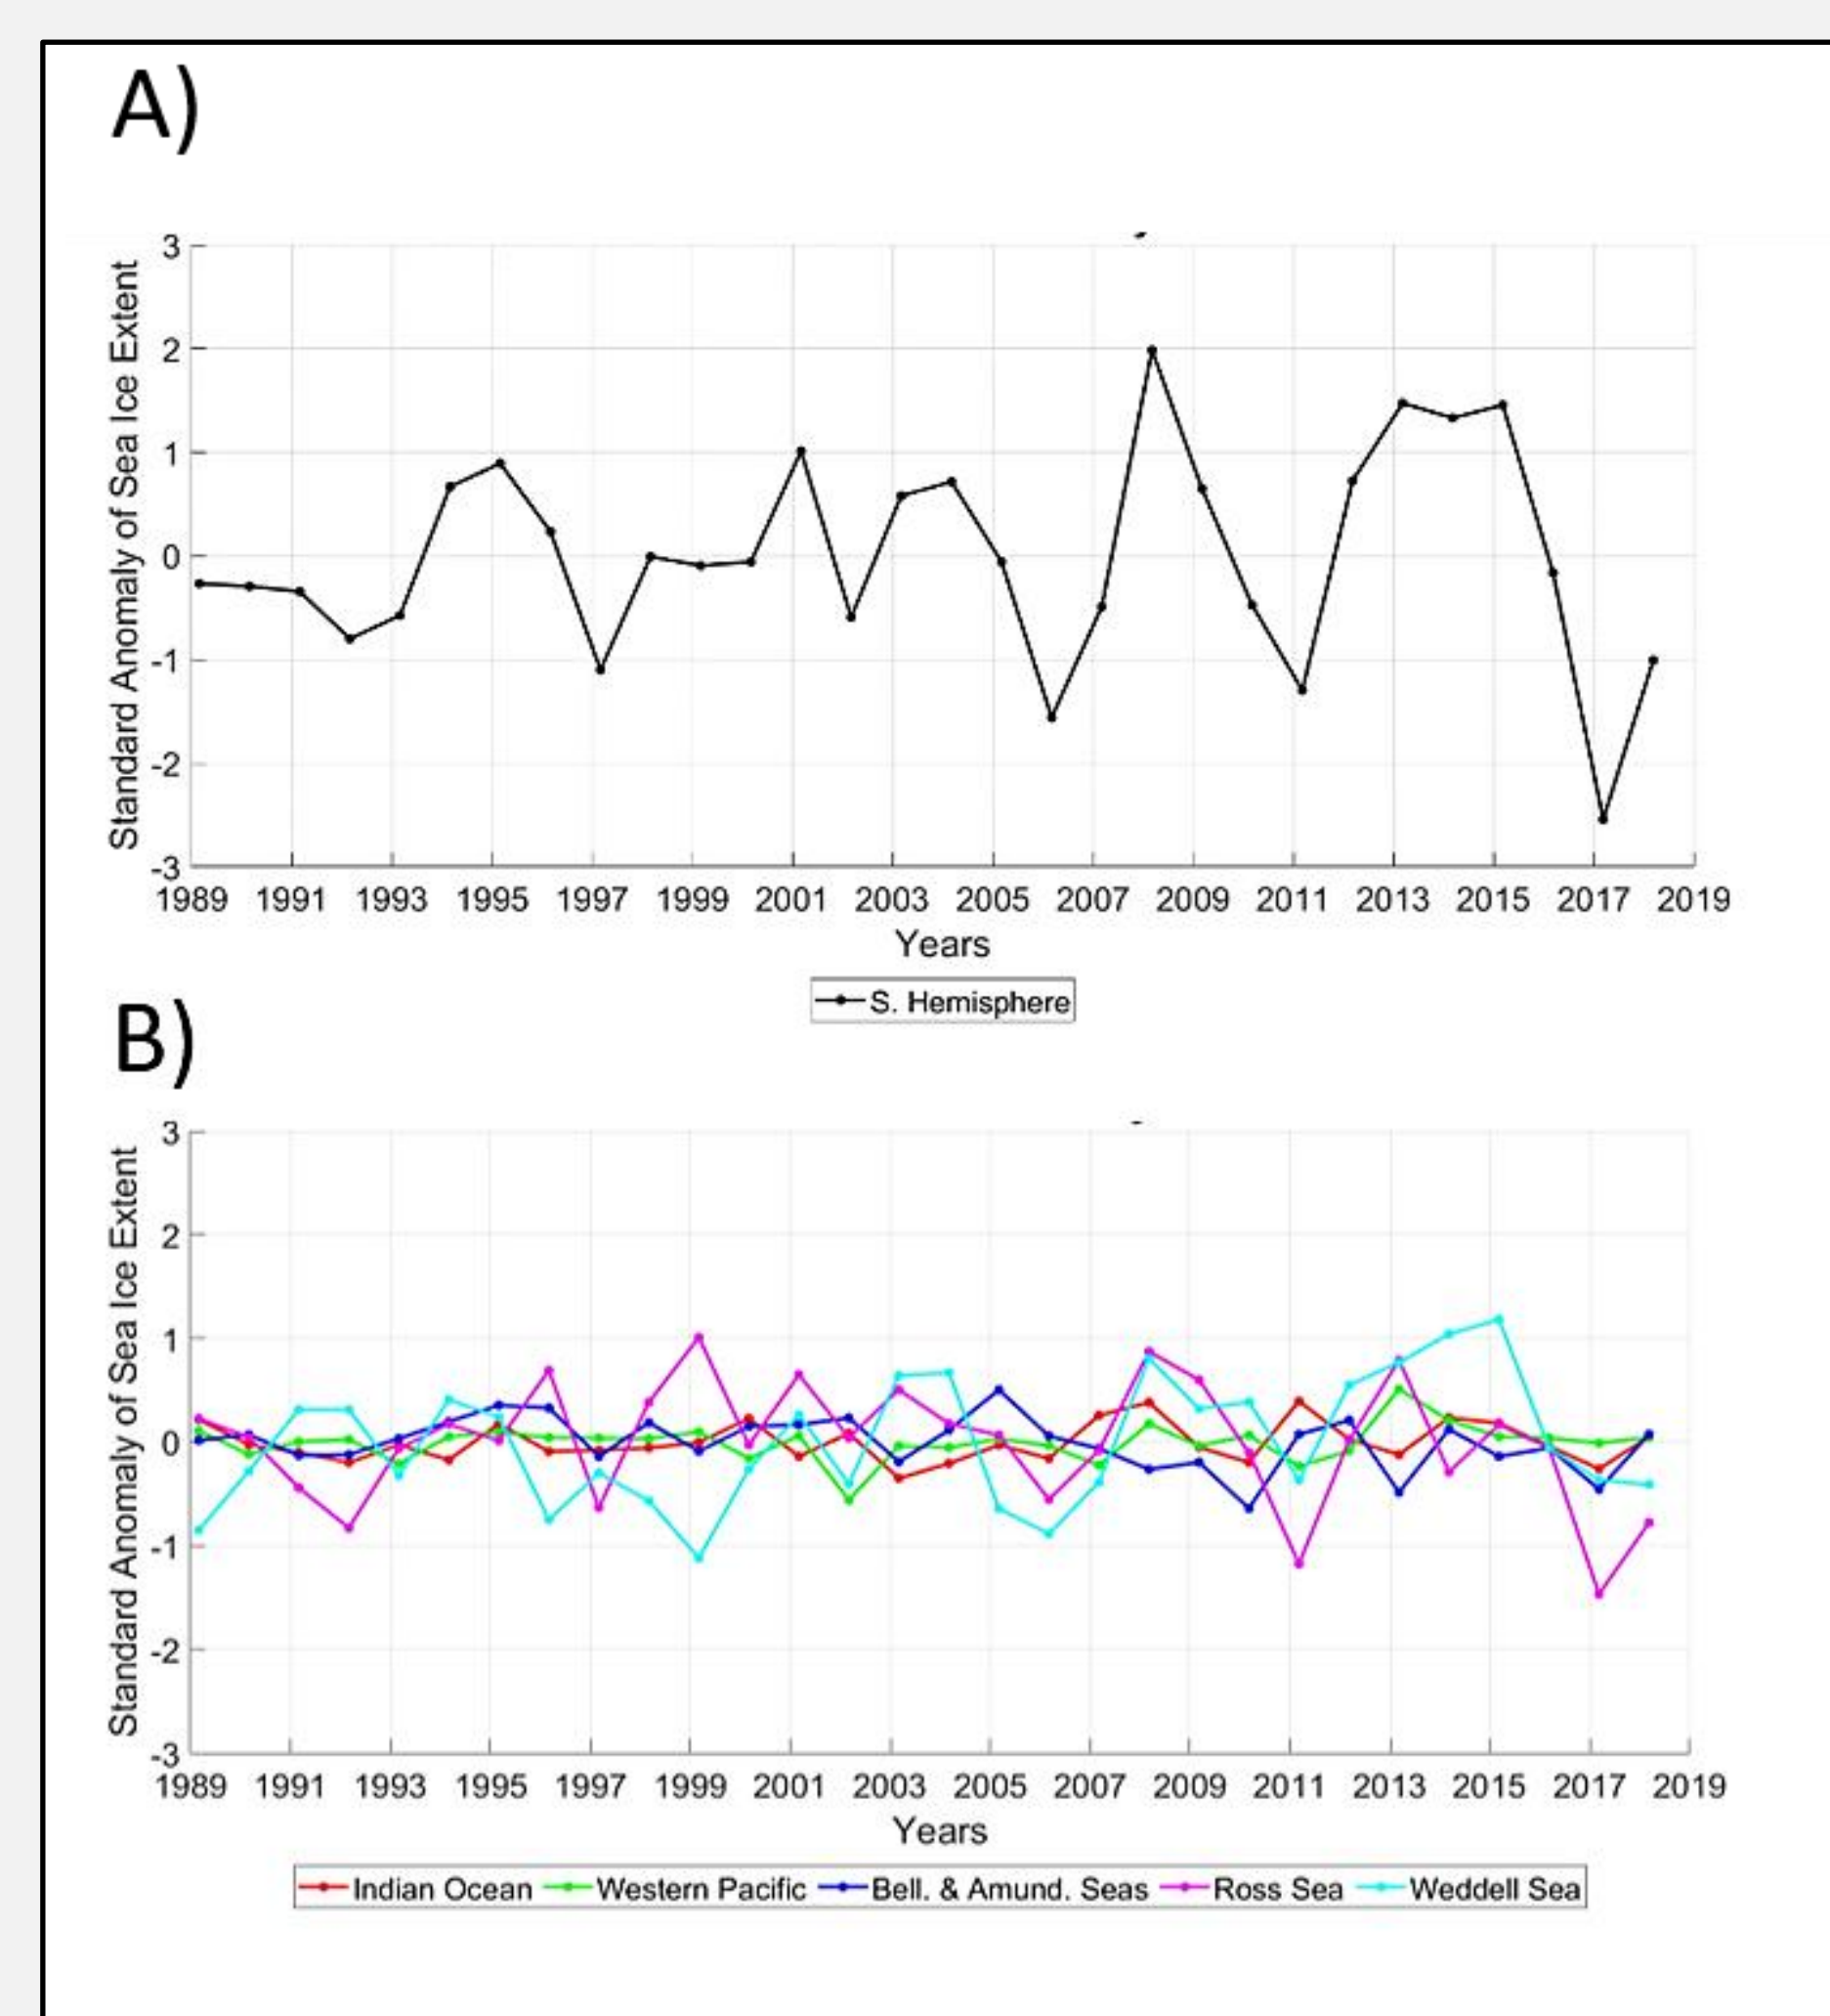 A)
Standard Anomaly of Sea Ice Extent
3
2
1
0
-1
-2
-3
1989 1991 1993 1995 1997 1999 2001 2003 2005 2007 2009 2011 2013 2015 2017 2019
Years
S. Hemisphere
B)
Standard Anomaly of Sea Ice Extent
3
2
1
0
-1
-2
-3
1989 1991 1993 1995 1997 1999 2001 2003 2005 2007 2009 2011 2013 2015 2017 2019
Years
Indian Ocean Western Pacific Bell. & Amund. Seas Ross Sea Weddell Sea